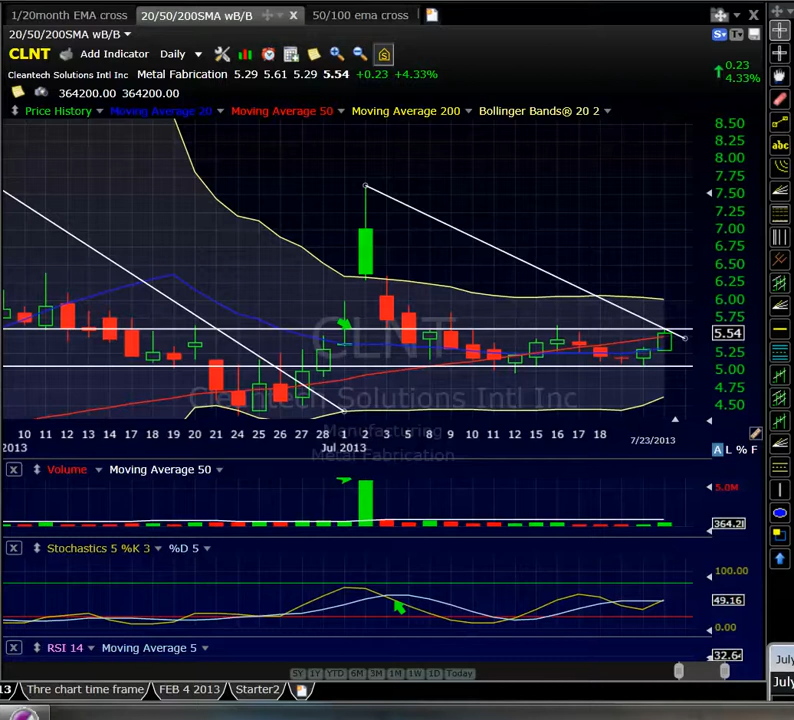 1/20month EMA cross 20/50/200SMA wB/B 50/100 ema cross
20/50/200SMA wB/B
CLNT Add Indicator Daily
Cleantech Solutions Intl Inc Metal Fabrication 5.29 5.61 5.29 5.54 +0.23 +4.33%
0.23
4.33%
364200.00 364200.00
Price History Moving Average 20 Moving Average 50 Moving Average 200 Bollinger Bands® 20 2
8.50
8.25
8.00
7.75
7.50
7.25
7.00
6.75
6.50
6.25
6.00
5.75
5.54
5.25
5.00
4.75
4.50
CLNT
Cleantech Solutions Intl Inc
Manufacturing
Metal Fabrication
10 11 12 13 14 17 18 19 20 21 24 25 26 27 28 1 2 3 5 8 9 10 11 12 15 16 17 18 7/23/2013
2013 Jul 2013
A L % F
Volume Moving Average 50
5.0M
364.2
Stochastics 5 %K 3 %D 5
100.00
49.16
0.00
RSI 14 Moving Average 5
32.6
5Y 1Y YTD 6M 3M 1M 1W 1D Today
13 Thre chart time frame FEB 4 2013 Starter2
abc
July
July